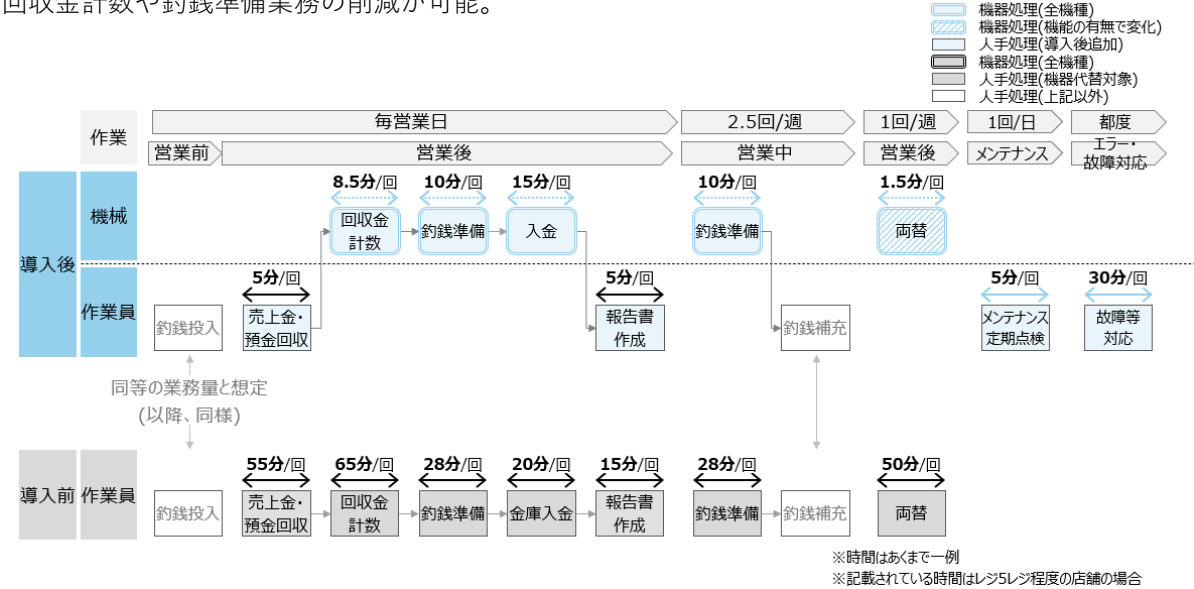 回収金計数や釣銭準備業務の削減が可能。
機器処理(全機種)
機器処理(機能の有無で変化)
人手処理(導入後追加)
機器処理(全機種)
人手処理(機器代替対象)
人手処理(上記以外)
作業
毎営業日
2.5回/週
1回/週
1回/日
都度
営業前
営業後
営業中
営業後
メンテナンス
エラー・
故障対応
導入後
機械
8.5分/回
10分/回
15分/回
10分/回
1.5分/回
回収金
計数
釣銭準備
入金
釣銭準備
両替
作業員
5分/回
5分/回
5分/回
30分/回
釣銭投入
売上金・
預金回収
報告書
作成
釣銭補充
メンテナンス
定期点検
故障等
対応
同等の業務量と想定
(以降、同様)
導入前
作業員
55分/回
65分/回
28分/回
20分/回
15分/回
28分/回
50分/回
釣銭投入
売上金・
預金回収
回収金
計数
釣銭準備
金庫入金
報告書
作成
釣銭準備
釣銭補充
両替
※時間はあくまで一例
※記載されている時間はレジ5レジ程度の店舗の場合